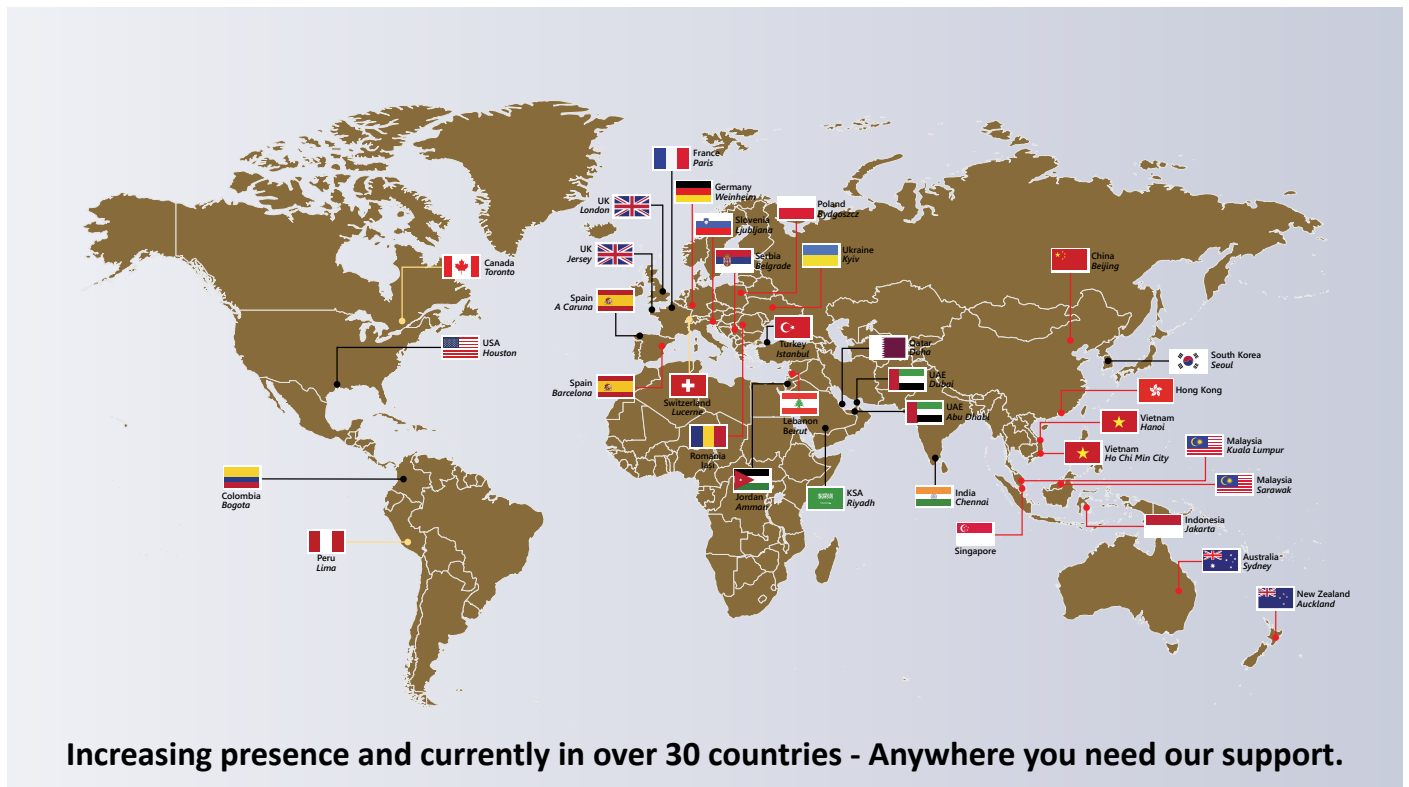 France
Paris
Germany
Weinheim
UK
London
Poland
Bydgoszcz
Slovenia
Ljubljana
UK
Jersey
Serbia
Belgrade
Ukraine
Kyiv
China
Beijing
Canada
Toronto
Spain
A Caruna
USA
Houston
Turkey
Istanbul
Qatar
Doha
South Korea
Seoul
Spain
Barcelona
Switzerland
Lucerne
UAE
Dubai
Hong Kong
Lebanon
Beirut
UAE
Abu Dhabi
Vietnam
Hanoi
Romania
Iasi
Vietnam
Ho Chi Min City
Malaysia
Kuala Lumpur
Colombia
Bogota
Jordan
Amman
KSA
Riyadh
India
Chennai
Malaysia
Sarawak
Singapore
Indonesia
Jakarta
Peru
Lima
Australia
Sydney
New Zealand
Auckland
Increasing presence and currently in over 30 countries - Anywhere you need our support.